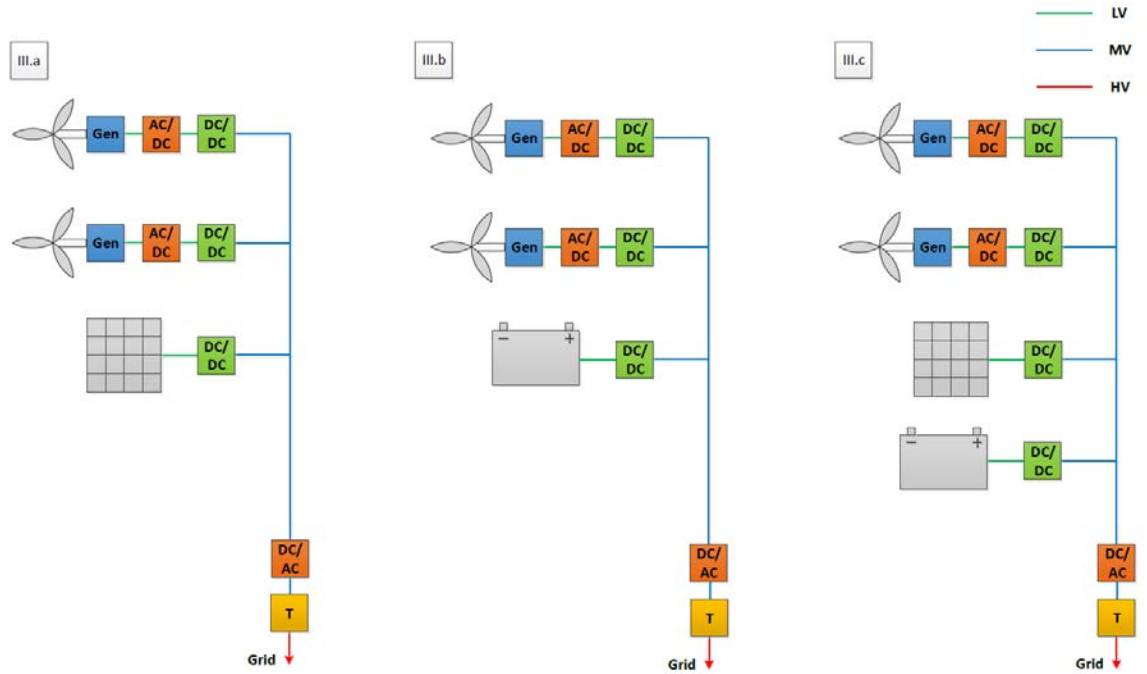 LV
MV
HV
III.a
Gen
AC/
DC
DC/
DC
Gen
AC/
DC
DC/
DC
DC/
DC
DC/
AC
T
Grid
III.b
Gen
AC/
DC
DC/
DC
Gen
AC/
DC
DC/
DC
− +
DC/
DC
DC/
AC
T
Grid
III.c
Gen
AC/
DC
DC/
DC
Gen
AC/
DC
DC/
DC
DC/
DC
− +
DC/
DC
DC/
AC
T
Grid